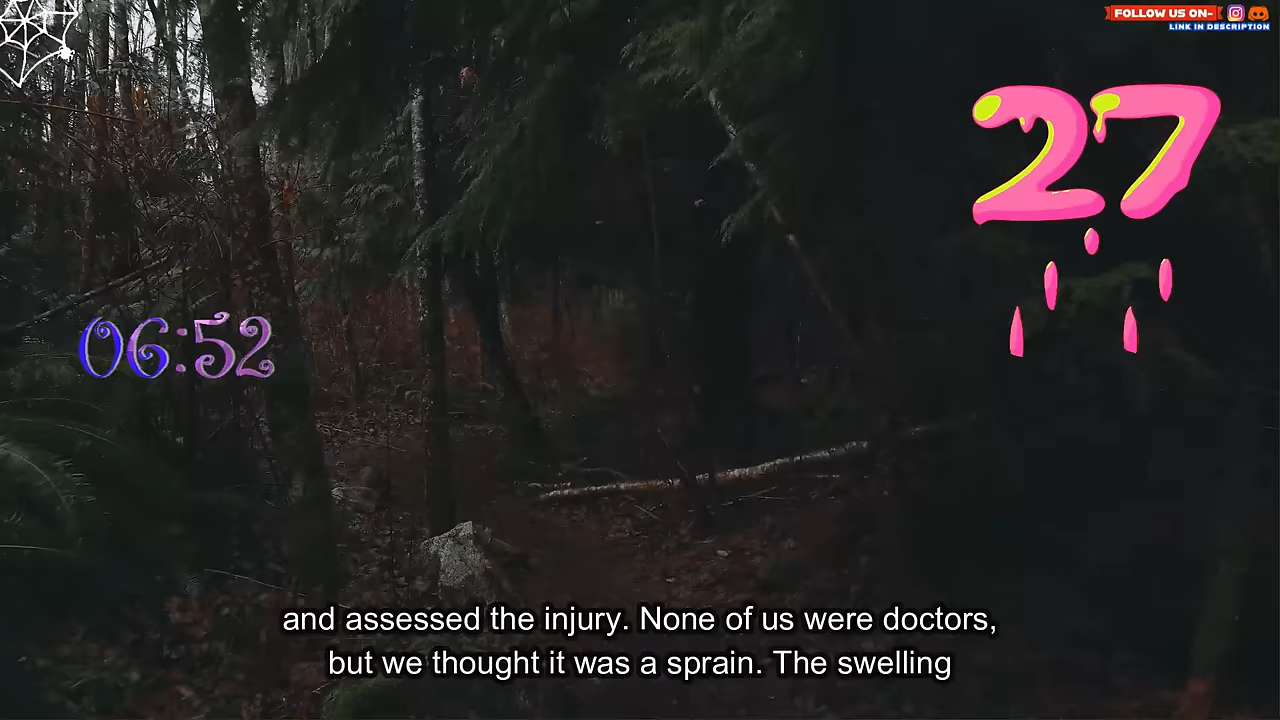 FOLLOW US ON-
LINK IN DESCRIPTION
27
06:52
and assessed the injury. None of us were doctors,
but we thought it was a sprain. The swelling